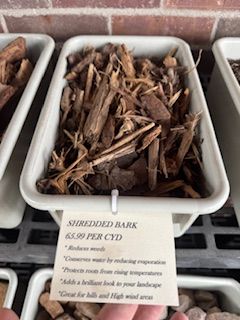 SHREDDED BARK
65.99 PER CYD
*Reduces weeds
*Conserves water by reducing evaporation
*Protects roots from rising temperatures
*Adds a brilliant look to your landscape
*Great for hills and High wind areas